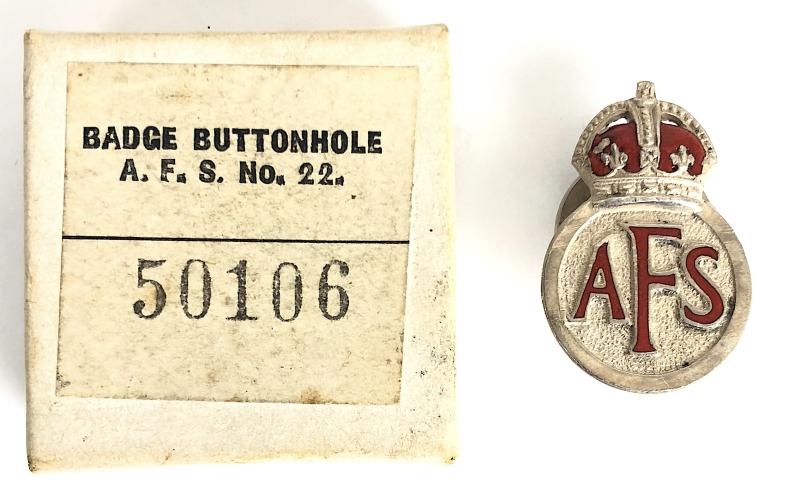 BADGE BUTTONHOLE
A. F. S. No. 22.
50106
AFS